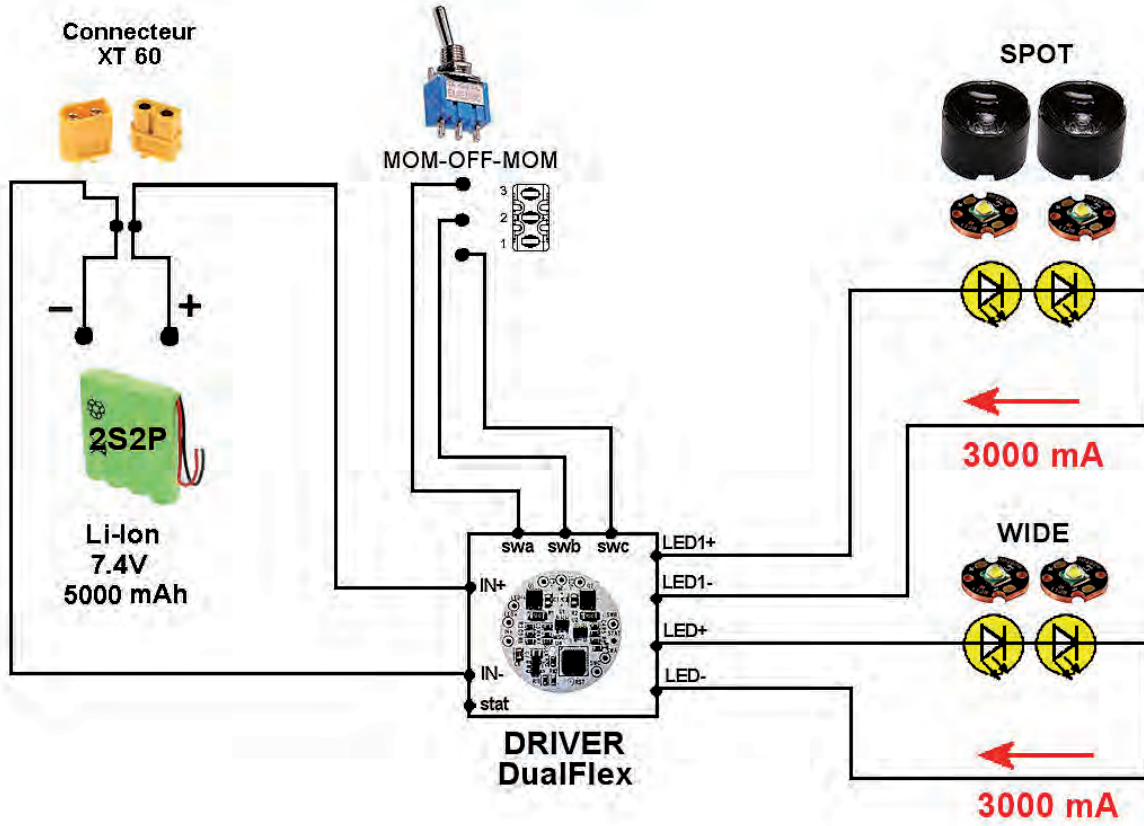 Connecteur
XT 60
MOM-OFF-MOM
3
2
1
SPOT
–
+
2S2P
Li-Ion
7.4V
5000 mAh
3000 mA
WIDE
swa swb swc
LED1+
LED1-
LED+
LED-
IN+
IN-
stat
DRIVER
DualFlex
3000 mA